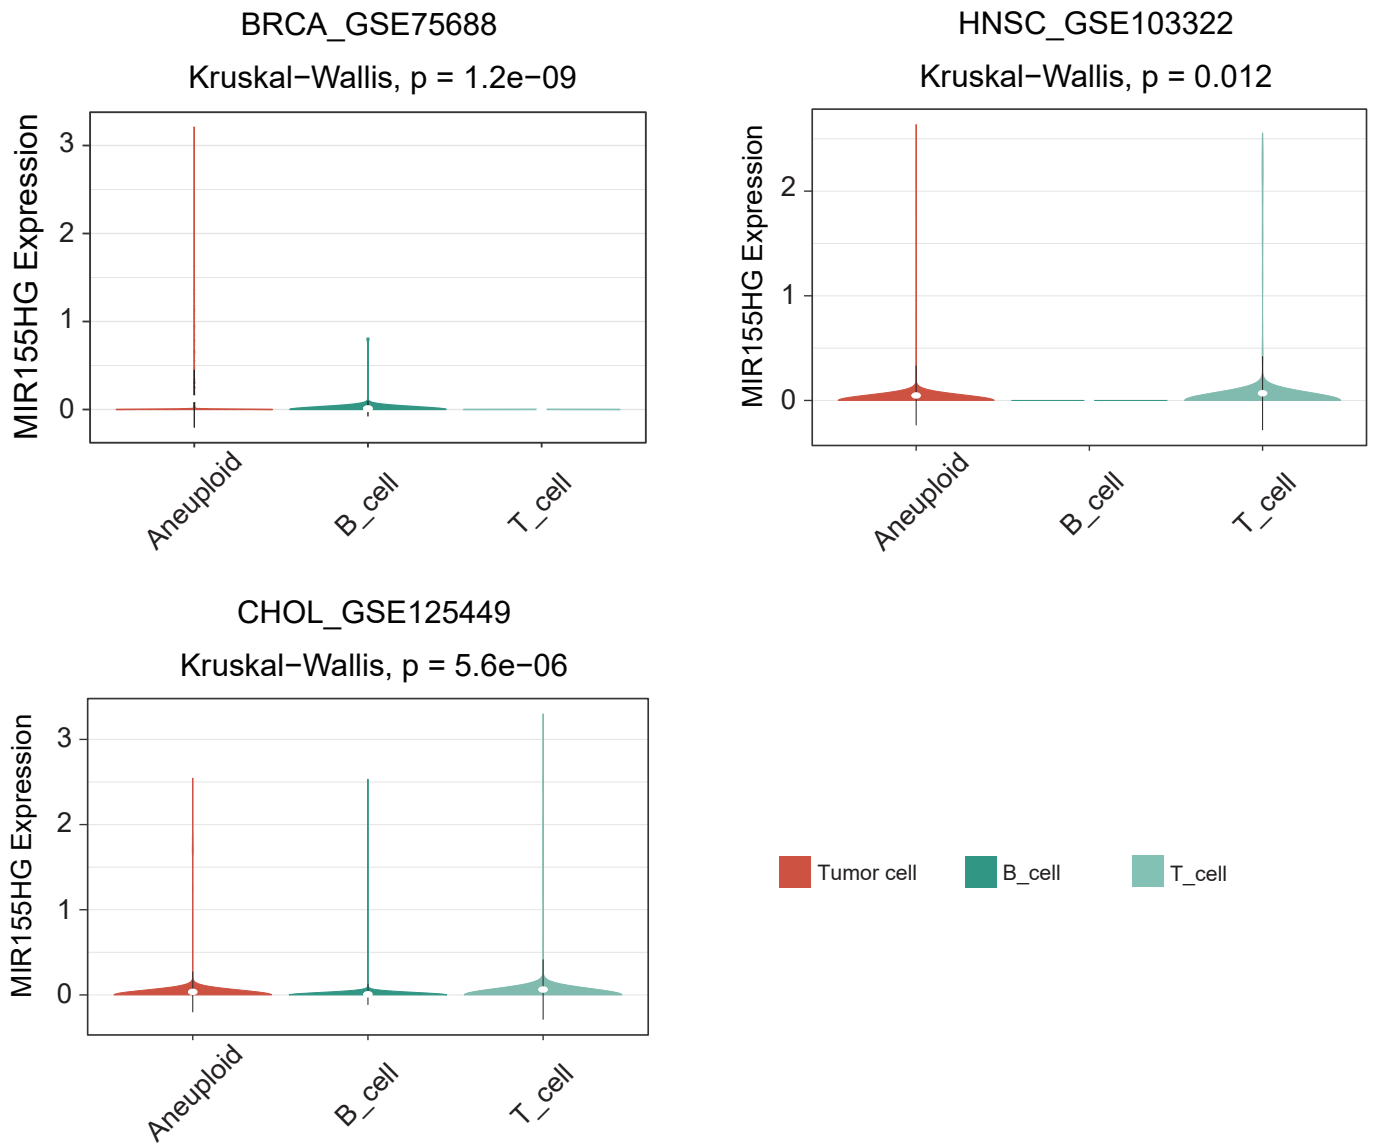 BRCA_GSE75688
Kruskal−Wallis, p = 1.2e−09
MIR155HG Expression
3
2
1
0
Aneuploid
B_cell
T_cell
HNSC_GSE103322
Kruskal−Wallis, p = 0.012
MIR155HG Expression
2
1
0
Aneuploid
B_cell
T_cell
CHOL_GSE125449
Kruskal−Wallis, p = 5.6e−06
MIR155HG Expression
3
2
1
0
Aneuploid
B_cell
T_cell
Tumor cell
B_cell
T_cell